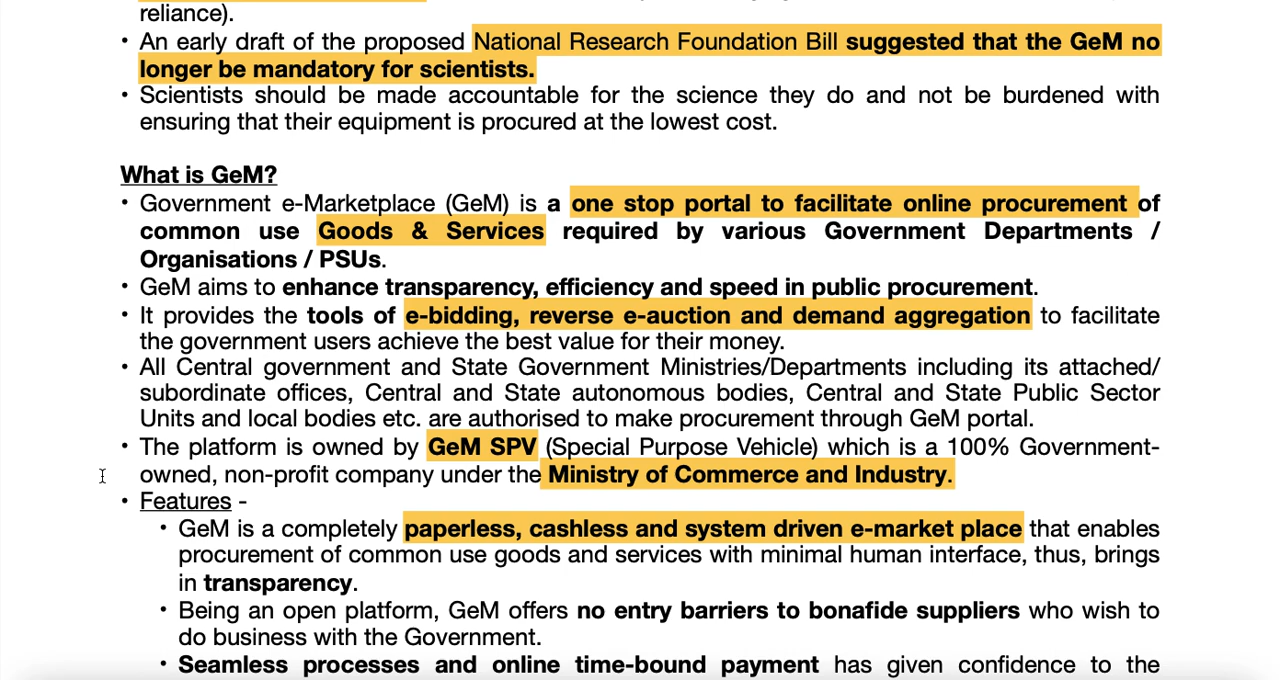 reliance).
• An early draft of the proposed National Research Foundation Bill suggested that the GeM no
longer be mandatory for scientists.
• Scientists should be made accountable for the science they do and not be burdened with
ensuring that their equipment is procured at the lowest cost.
What is GeM?
• Government e-Marketplace (GeM) is a one stop portal to facilitate online procurement of
common use Goods & Services required by various Government Departments /
Organisations / PSUs.
• GeM aims to enhance transparency, efficiency and speed in public procurement.
• It provides the tools of e-bidding, reverse e-auction and demand aggregation to facilitate
the government users achieve the best value for their money.
• All Central government and State Government Ministries/Departments including its attached/
subordinate offices, Central and State autonomous bodies, Central and State Public Sector
Units and local bodies etc. are authorised to make procurement through GeM portal.
• The platform is owned by GeM SPV (Special Purpose Vehicle) which is a 100% Government-
owned, non-profit company under the Ministry of Commerce and Industry.
• Features -
• GeM is a completely paperless, cashless and system driven e-market place that enables
procurement of common use goods and services with minimal human interface, thus, brings
in transparency.
• Being an open platform, GeM offers no entry barriers to bonafide suppliers who wish to
do business with the Government.
• Seamless processes and online time-bound payment has given confidence to the